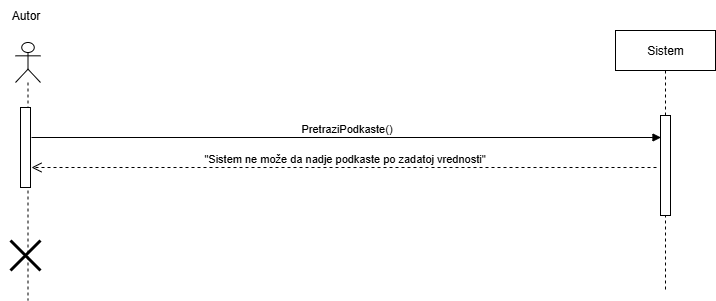 Autor
Sistem
PretraziPodkaste()
"Sistem ne može da nadje podkaste po zadatoj vrednosti"